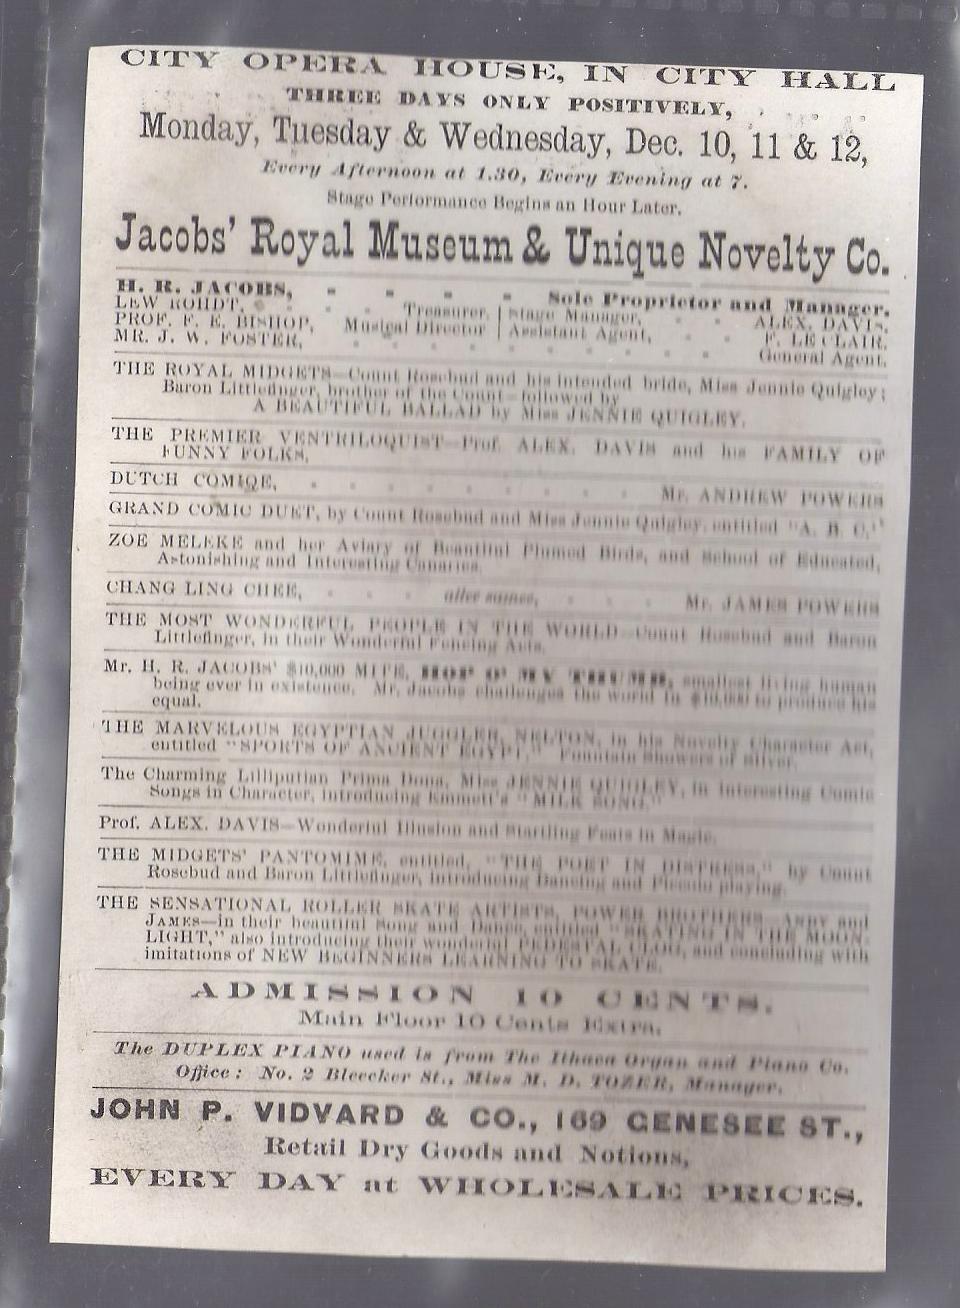 CITY OPERA HOUSE, IN CITY HALL
THREE DAYS ONLY POSITIVELY,
Monday, Tuesday & Wednesday, Dec. 10, 11 & 12,
Every Afternoon at 1.30, Every Evening at 7.
Stage Performance Begins an Hour Later.
Jacobs' Royal Museum & Unique Novelty Co.
H. R. JACOBS, - - - - Sole Proprietor and Manager.
LEW ROHDT, - - - Treasurer. | Stage Manager, - - ALEX. DAVIS.
PROF. F. E. BISHOP, Musical Director | Assistant Agent, - - F. LE CLAIR.
MR. J. W. FOSTER, - - - - - - - - General Agent.
THE ROYAL MIDGETS—Count Rosebud and his intended bride, Miss Jennie Quigley;
Baron Littlefinger, brother of the Count—followed by
A BEAUTIFUL BALLAD by Miss JENNIE QUIGLEY.
THE PREMIER VENTRILOQUIST—Prof. ALEX. DAVIS and his FAMILY OF
FUNNY FOLKS.
DUTCH COMIQE, - - - - - - - - Mr. ANDREW POWERS
GRAND COMIC DUET, by Count Rosebud and Miss Jennie Quigley, entitled "A. B. C."
ZOE MELEKE and her Aviary of Beautiful Plumed Birds, and School of Educated,
Astonishing and Interesting Canaries.
CHANG LING CHEE, - - - allee samee, - - - Mr. JAMES POWERS
THE MOST WONDERFUL PEOPLE IN THE WORLD—Count Rosebud and Baron
Littlefinger, in their Wonderful Fencing Acts.
Mr. H. R. JACOBS' $10,000 MITE, HOP O' MY THUMB, smallest living human
being ever in existence. Mr. Jacobs challenges the world in $10,000 to produce his
equal.
THE MARVELOUS EGYPTIAN JUGGLER, NELTON, in his Novelty Character Act,
entitled "SPORTS OF ANCIENT EGYPT." Fountain Showers of Silver.
The Charming Lilliputian Prima Dona, Miss JENNIE QUIGLEY, in Interesting Comic
Songs in Character, introducing Emmett's "MILK SONG."
Prof. ALEX. DAVIS—Wonderful Illusion and Startling Feats in Magic.
THE MIDGETS' PANTOMIME, entitled, "THE POET IN DISTRESS," by Count
Rosebud and Baron Littlefinger, introducing Dancing and Piccolo playing.
THE SENSATIONAL ROLLER SKATE ARTISTS, POWER BROTHERS—ANDY and
JAMES—in their beautiful Song and Dance, entitled "SKATING IN THE MOON-
LIGHT," also introducing their wonderful PEDESTAL CLOG, and concluding with
imitations of NEW BEGINNERS LEARNING TO SKATE.
ADMISSION 10 CENTS.
Main Floor 10 Cents Extra.
The DUPLEX PIANO used is from The Ithaca Organ and Piano Co.
Office: No. 2 Bleecker St., Miss M. D. TOZER, Manager.
JOHN P. VIDVARD & CO., 169 GENESEE ST.,
Retail Dry Goods and Notions,
EVERY DAY at WHOLESALE PRICES.